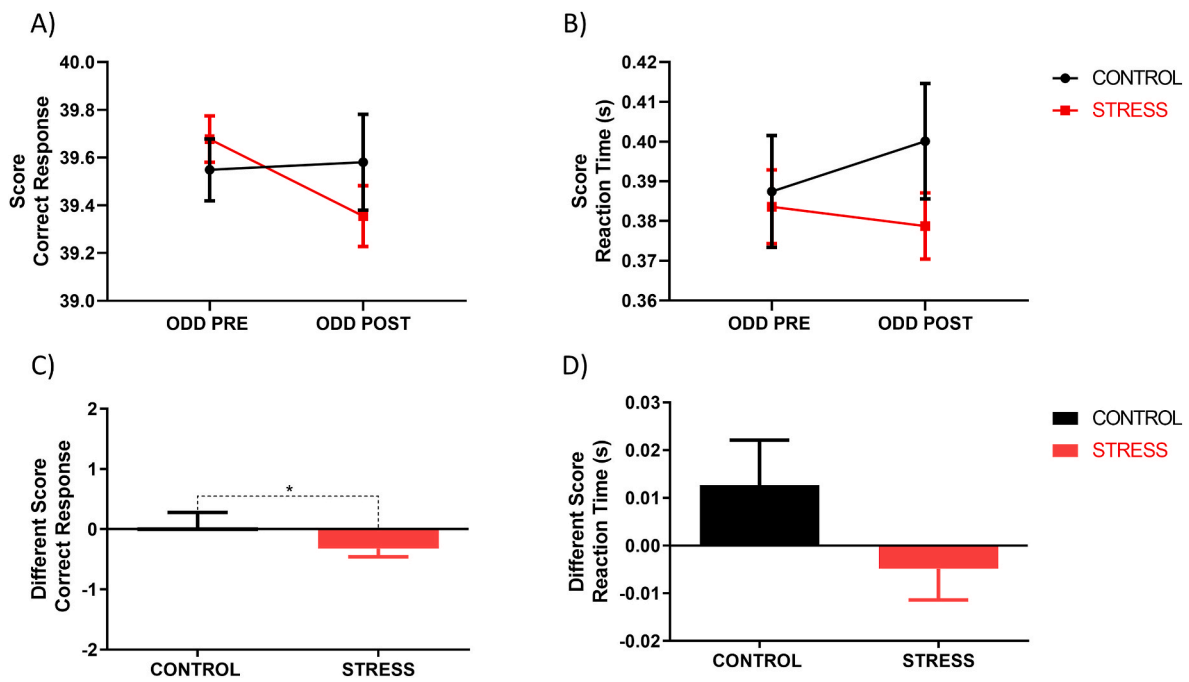 A)
Score
Correct Response
40.0
39.8
39.6
39.4
39.2
39.0
ODD PRE
ODD POST
B)
Score
Reaction Time (s)
0.42
0.41
0.40
0.39
0.38
0.37
0.36
ODD PRE
ODD POST
CONTROL
STRESS
C)
Different Score
Correct Response
2
1
0
-1
-2
*
CONTROL
STRESS
D)
Different Score
Reaction Time (s)
0.03
0.02
0.01
0.00
-0.01
-0.02
CONTROL
STRESS
CONTROL
STRESS